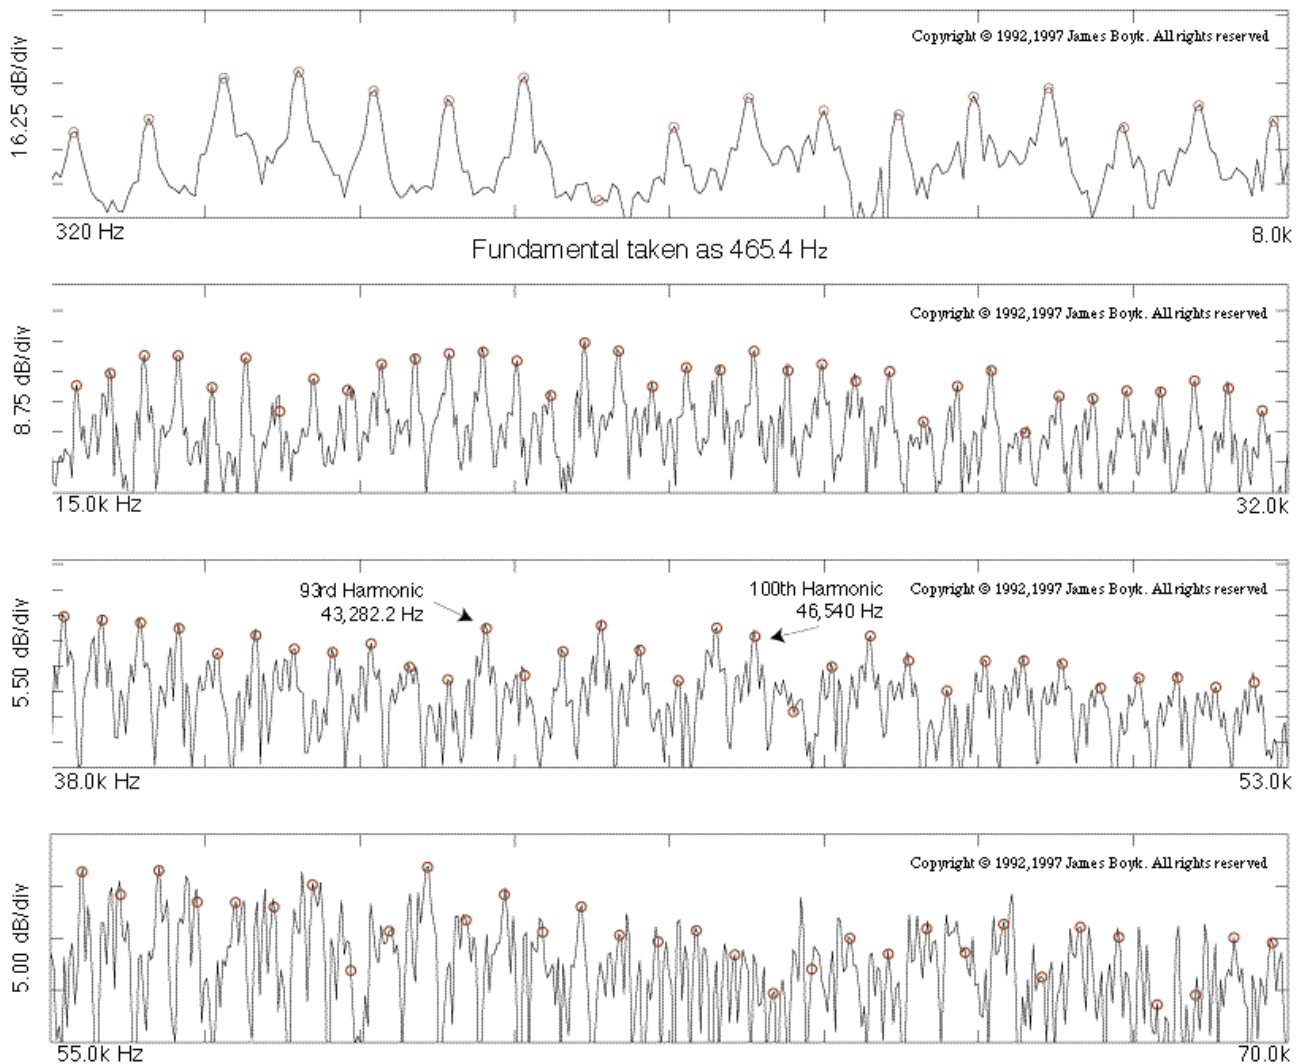 Copyright © 1992,1997 James Boyk. All rights reserved
16.25 dB/div
320 Hz
8.0k
Fundamental taken as 465.4 Hz
Copyright © 1992,1997 James Boyk. All rights reserved
8.75 dB/div
15.0k Hz
32.0k
93rd Harmonic
43,282.2 Hz
100th Harmonic
46,540 Hz
Copyright © 1992,1997 James Boyk. All rights reserved
5.50 dB/div
38.0k Hz
53.0k
Copyright © 1992,1997 James Boyk. All rights reserved
5.00 dB/div
55.0k Hz
70.0k